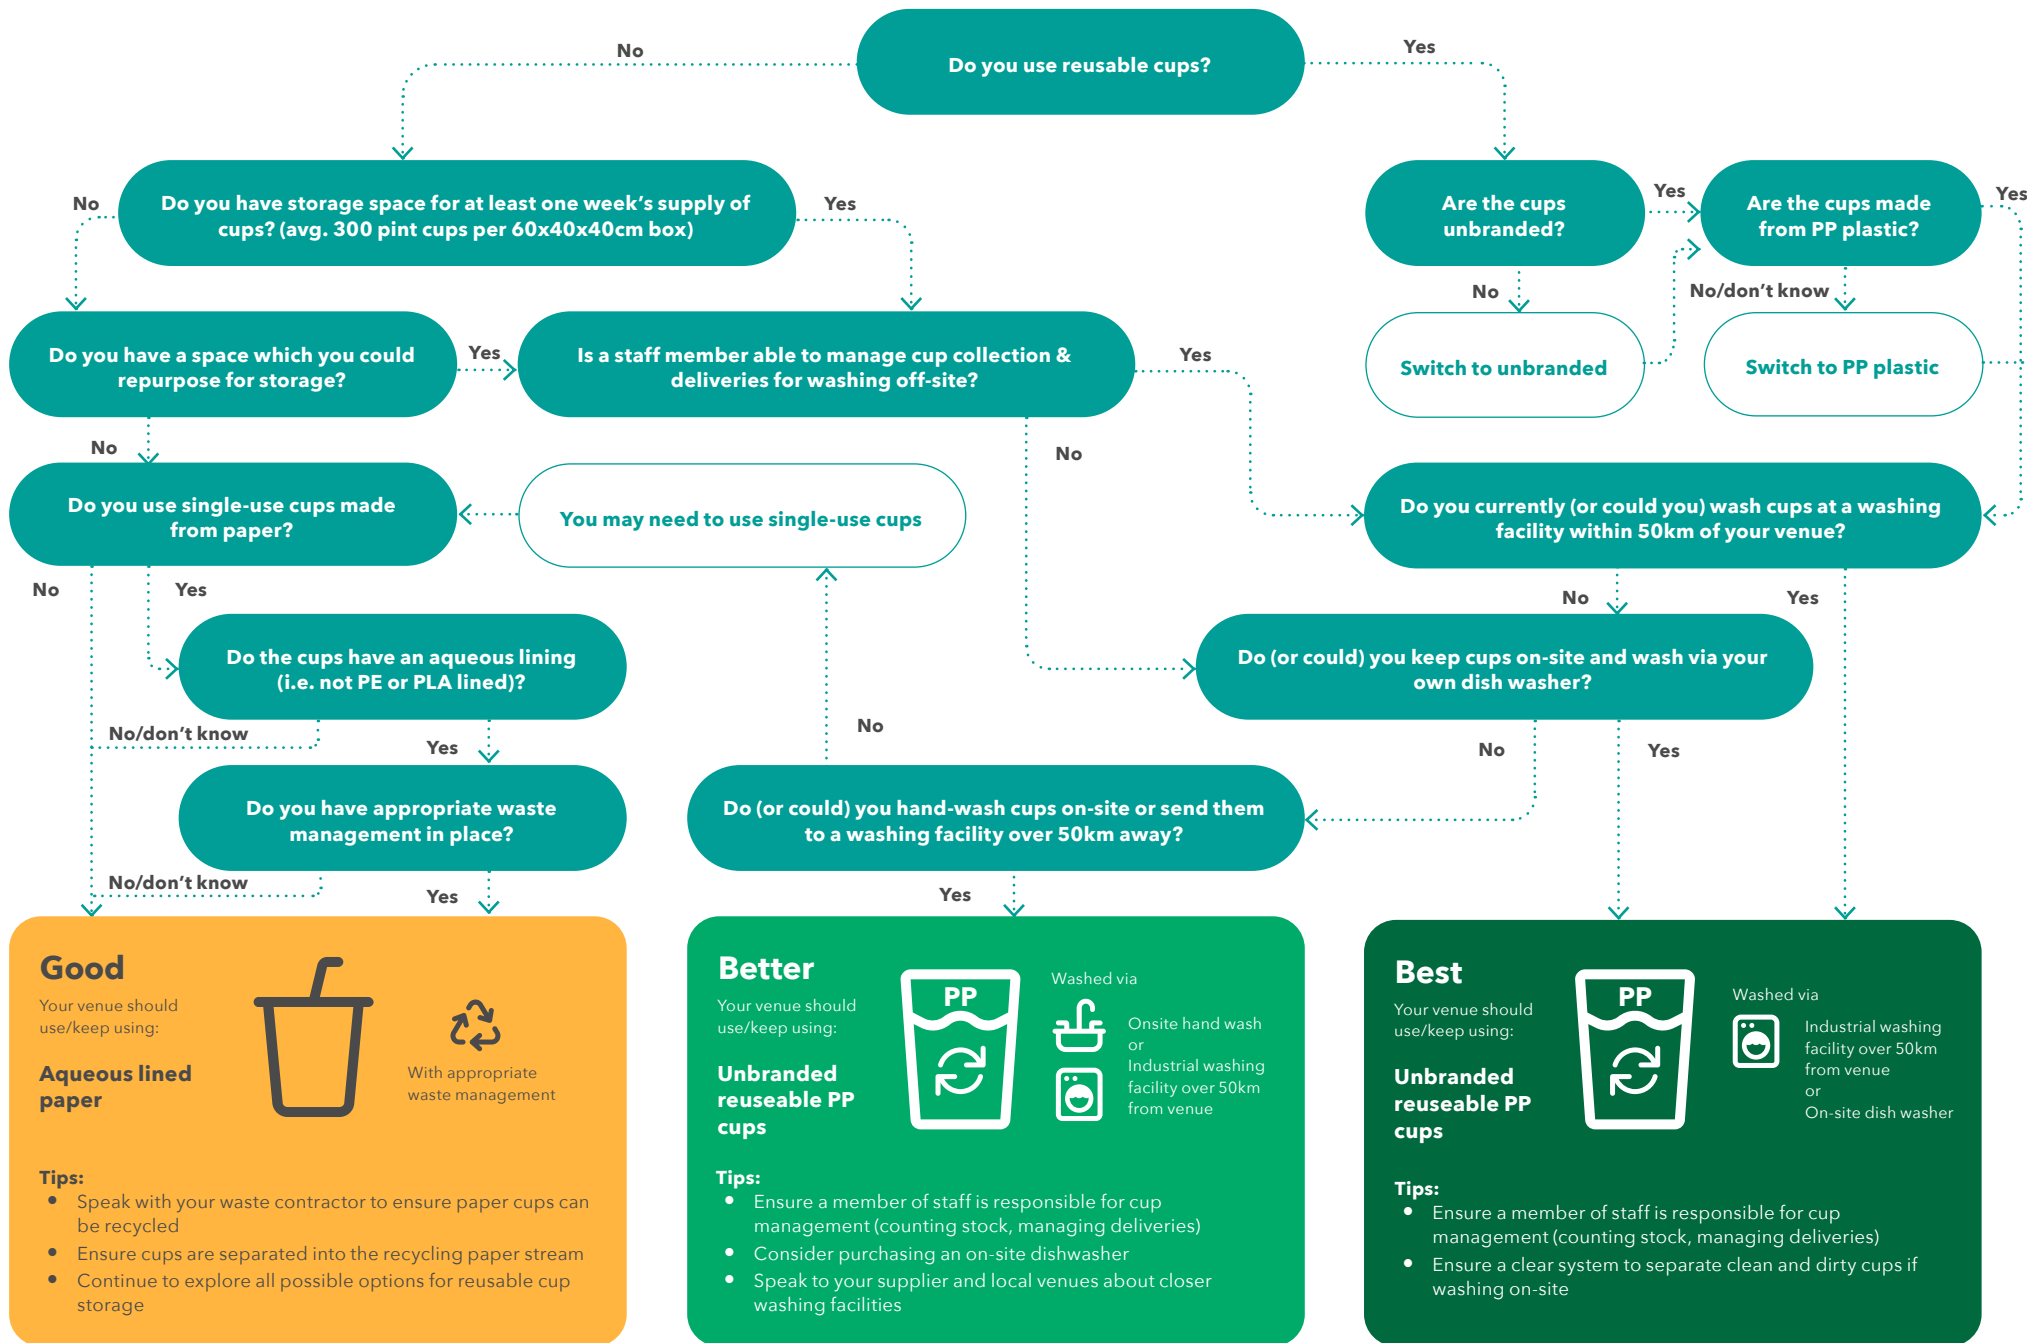 Do you use reusable cups?
No
Yes
Do you have storage space for at least one week's supply of
cups? (avg. 300 pint cups per 60x40x40cm box)
No
Yes
Are the cups
unbranded?
Yes
No
Are the cups made
from PP plastic?
Yes
No/don't know
Switch to unbranded
Switch to PP plastic
Do you have a space which you could
repurpose for storage?
Yes
No
Is a staff member able to manage cup collection &
deliveries for washing off-site?
Yes
No
Do you use single-use cups made
from paper?
No
Yes
You may need to use single-use cups
Do you currently (or could you) wash cups at a washing
facility within 50km of your venue?
No
Yes
Do the cups have an aqueous lining
(i.e. not PE or PLA lined)?
No/don't know
Yes
Do (or could) you keep cups on-site and wash via your
own dish washer?
No
Yes
Do you have appropriate waste
management in place?
No/don't know
Yes
Do (or could) you hand-wash cups on-site or send them
to a washing facility over 50km away?
No
Yes
Good
Your venue should
use/keep using:
Aqueous lined
paper
With appropriate
waste management
Tips:
• Speak with your waste contractor to ensure paper cups can
be recycled
• Ensure cups are separated into the recycling paper stream
• Continue to explore all possible options for reusable cup
storage
Better
Your venue should
use/keep using:
Unbranded
reuseable PP
cups
PP
Washed via
Onsite hand wash
or
Industrial washing
facility over 50km
from venue
Tips:
• Ensure a member of staff is responsible for cup
management (counting stock, managing deliveries)
• Consider purchasing an on-site dishwasher
• Speak to your supplier and local venues about closer
washing facilities
Best
Your venue should
use/keep using:
Unbranded
reuseable PP
cups
PP
Washed via
Industrial washing
facility over 50km
from venue
or
On-site dish washer
Tips:
• Ensure a member of staff is responsible for cup
management (counting stock, managing deliveries)
• Ensure a clear system to separate clean and dirty cups if
washing on-site